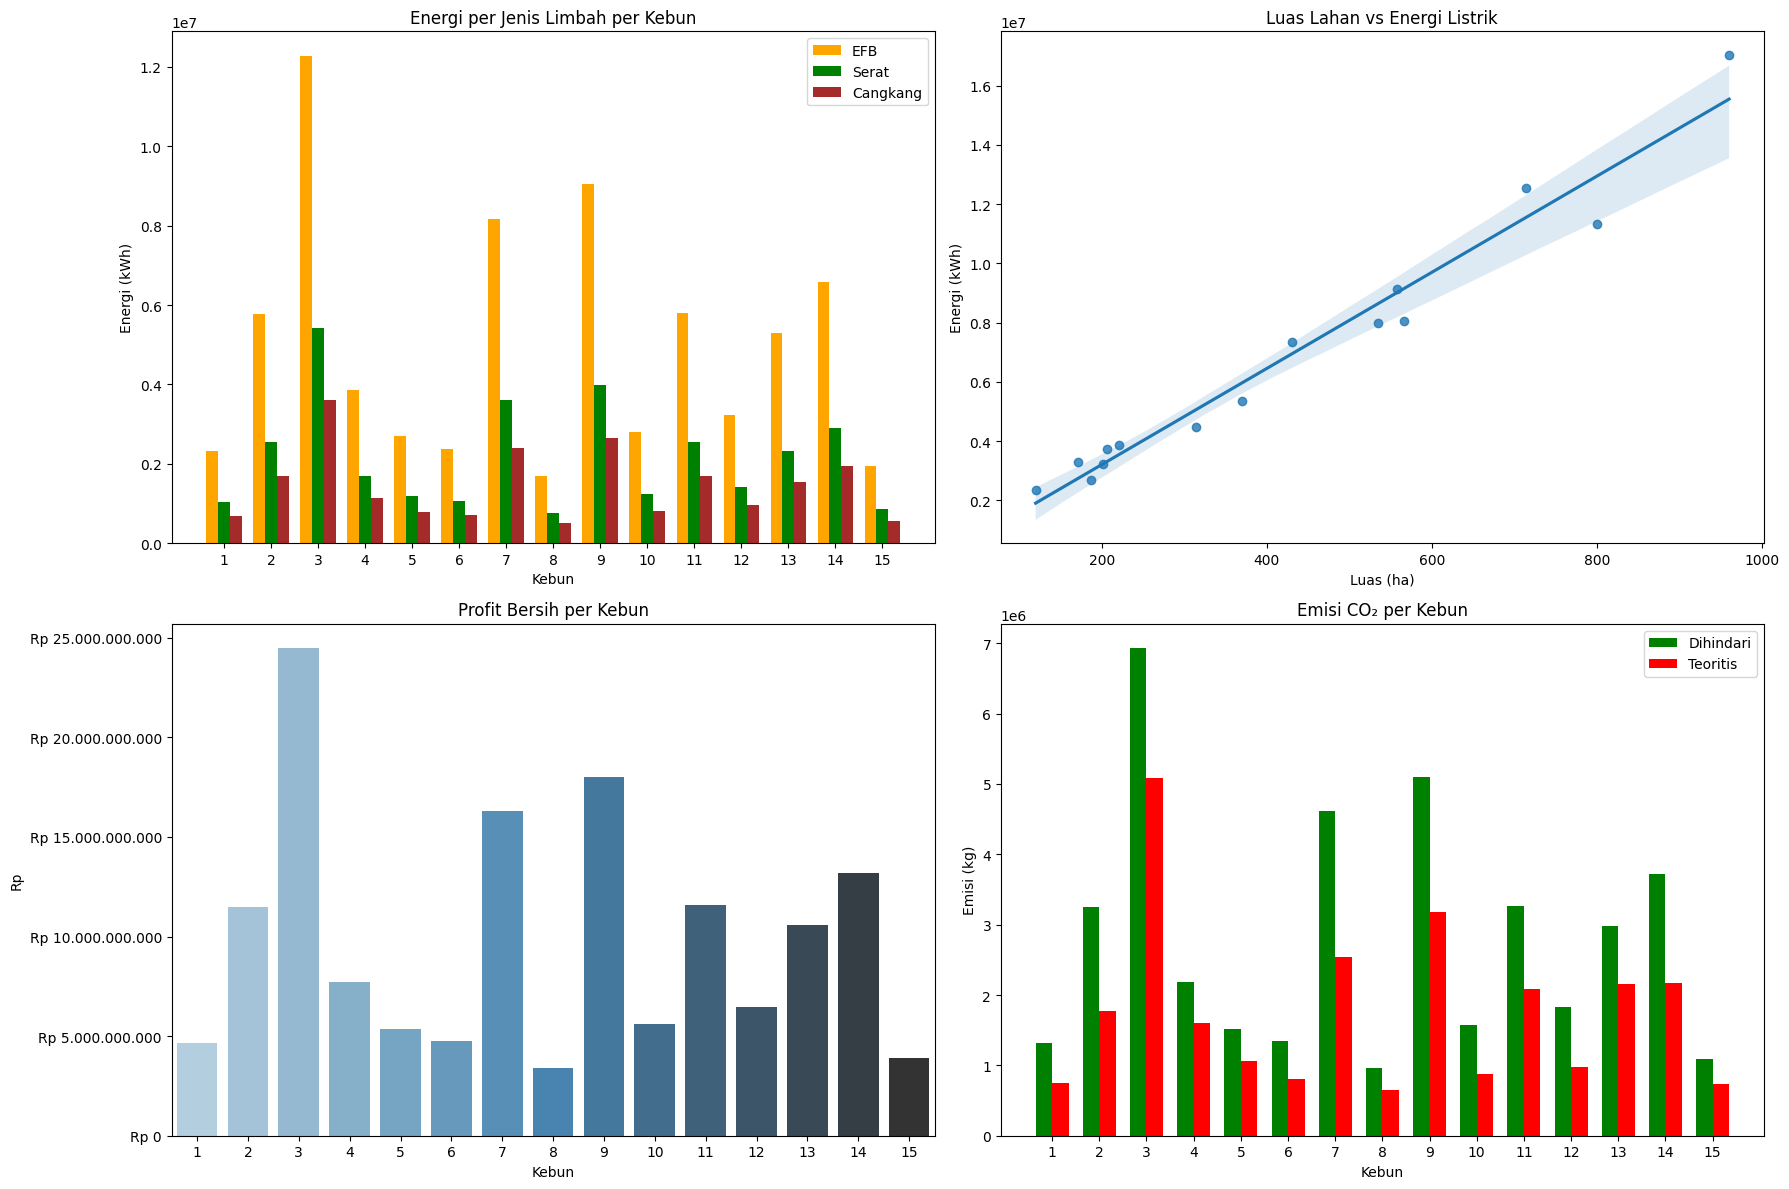 Energi per Jenis Limbah per Kebun
1e7
EFB
Serat
Cangkang
Energi (kWh)
1.2
1.0
0.8
0.6
0.4
0.2
0.0
1 2 3 4 5 6 7 8 9 10 11 12 13 14 15
Kebun
Luas Lahan vs Energi Listrik
1e7
Energi (kWh)
1.6
1.4
1.2
1.0
0.8
0.6
0.4
0.2
200 400 600 800 1000
Luas (ha)
Profit Bersih per Kebun
Rp
Rp 25.000.000.000
Rp 20.000.000.000
Rp 15.000.000.000
Rp 10.000.000.000
Rp 5.000.000.000
Rp 0
1 2 3 4 5 6 7 8 9 10 11 12 13 14 15
Kebun
Emisi CO₂ per Kebun
1e6
Dihindari
Teoritis
Emisi (kg)
7
6
5
4
3
2
1
0
1 2 3 4 5 6 7 8 9 10 11 12 13 14 15
Kebun